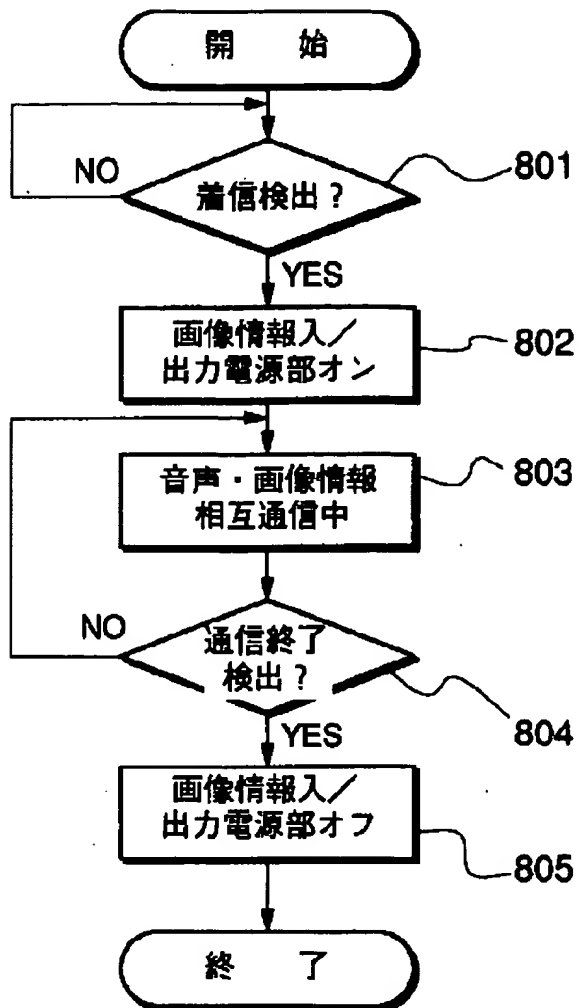 開 始
NO
801
着信検出？
YES
画像情報入／
802
出力電源部オン
音声・画像情報
803
相互通信中
NO
通信終了
検出？
804
YES
画像情報入／
出力電源部オフ
805
終 了